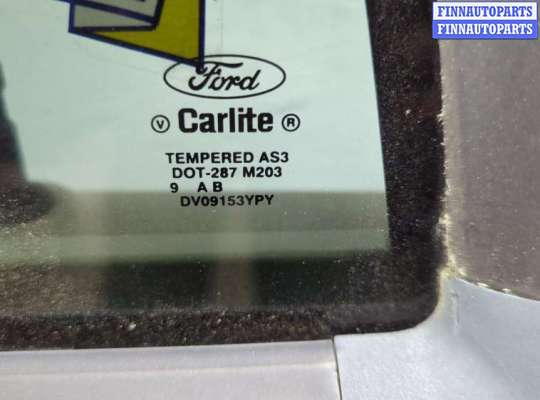 FINNAUTOPARTS
FINNAUTOPARTS
Ford
V Carlite ®
TEMPERED AS3
DOT-287 M203
9 A B
DV09153YPY